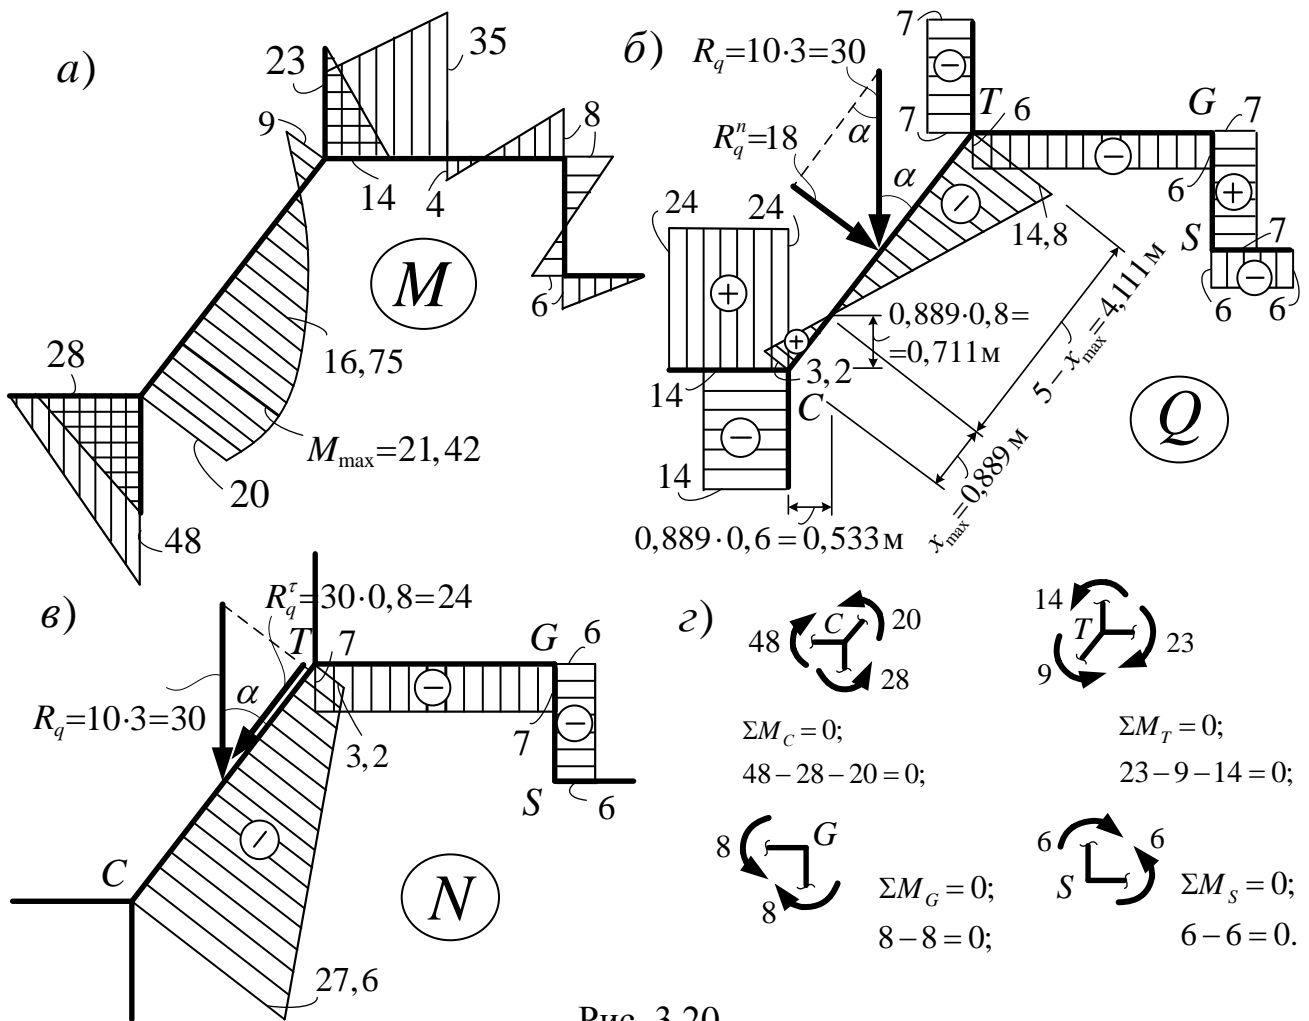 а)
23
35
9
8
14
4
6
M
28
16,75
M_max=21,42
20
48
б)
R_q=10·3=30
R_q^n=18
α
α
7
7
T
6
G
7
6
S
7
6
6
14,8
24
24
14
3,2
C
14
0,889·0,8=
=0,711м
5−x_max=4,111м
x_max=0,889м
0,889·0,6=0,533м
Q
в)
R_q^τ=30·0,8=24
T
7
G
6
α
R_q=10·3=30
3,2
7
S
6
C
N
27,6
г)
48
C
20
28
ΣM_C=0;
48−28−20=0;
14
T
23
9
ΣM_T=0;
23−9−14=0;
8
G
8
ΣM_G=0;
8−8=0;
6
6
S
ΣM_S=0;
6−6=0.
Рис. 3.20